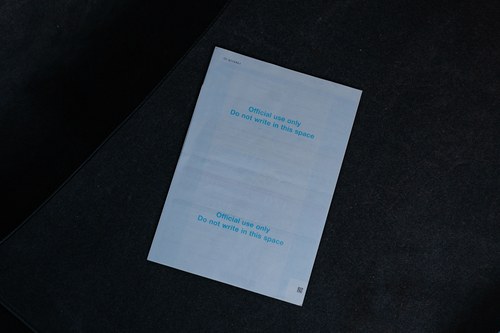 Official use only
Do not write in this space
Official use only
Do not write in this space